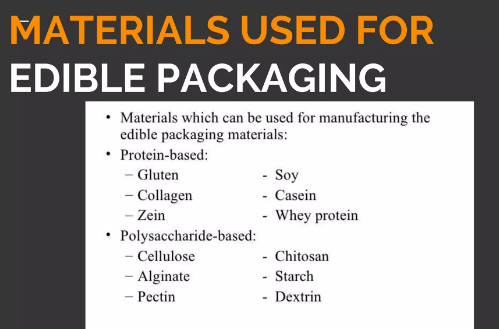 MATERIALS USED FOR
EDIBLE PACKAGING
• Materials which can be used for manufacturing the
edible packaging materials:
• Protein-based:
– Gluten - Soy
– Collagen - Casein
– Zein - Whey protein
• Polysaccharide-based:
– Cellulose - Chitosan
– Alginate - Starch
– Pectin - Dextrin